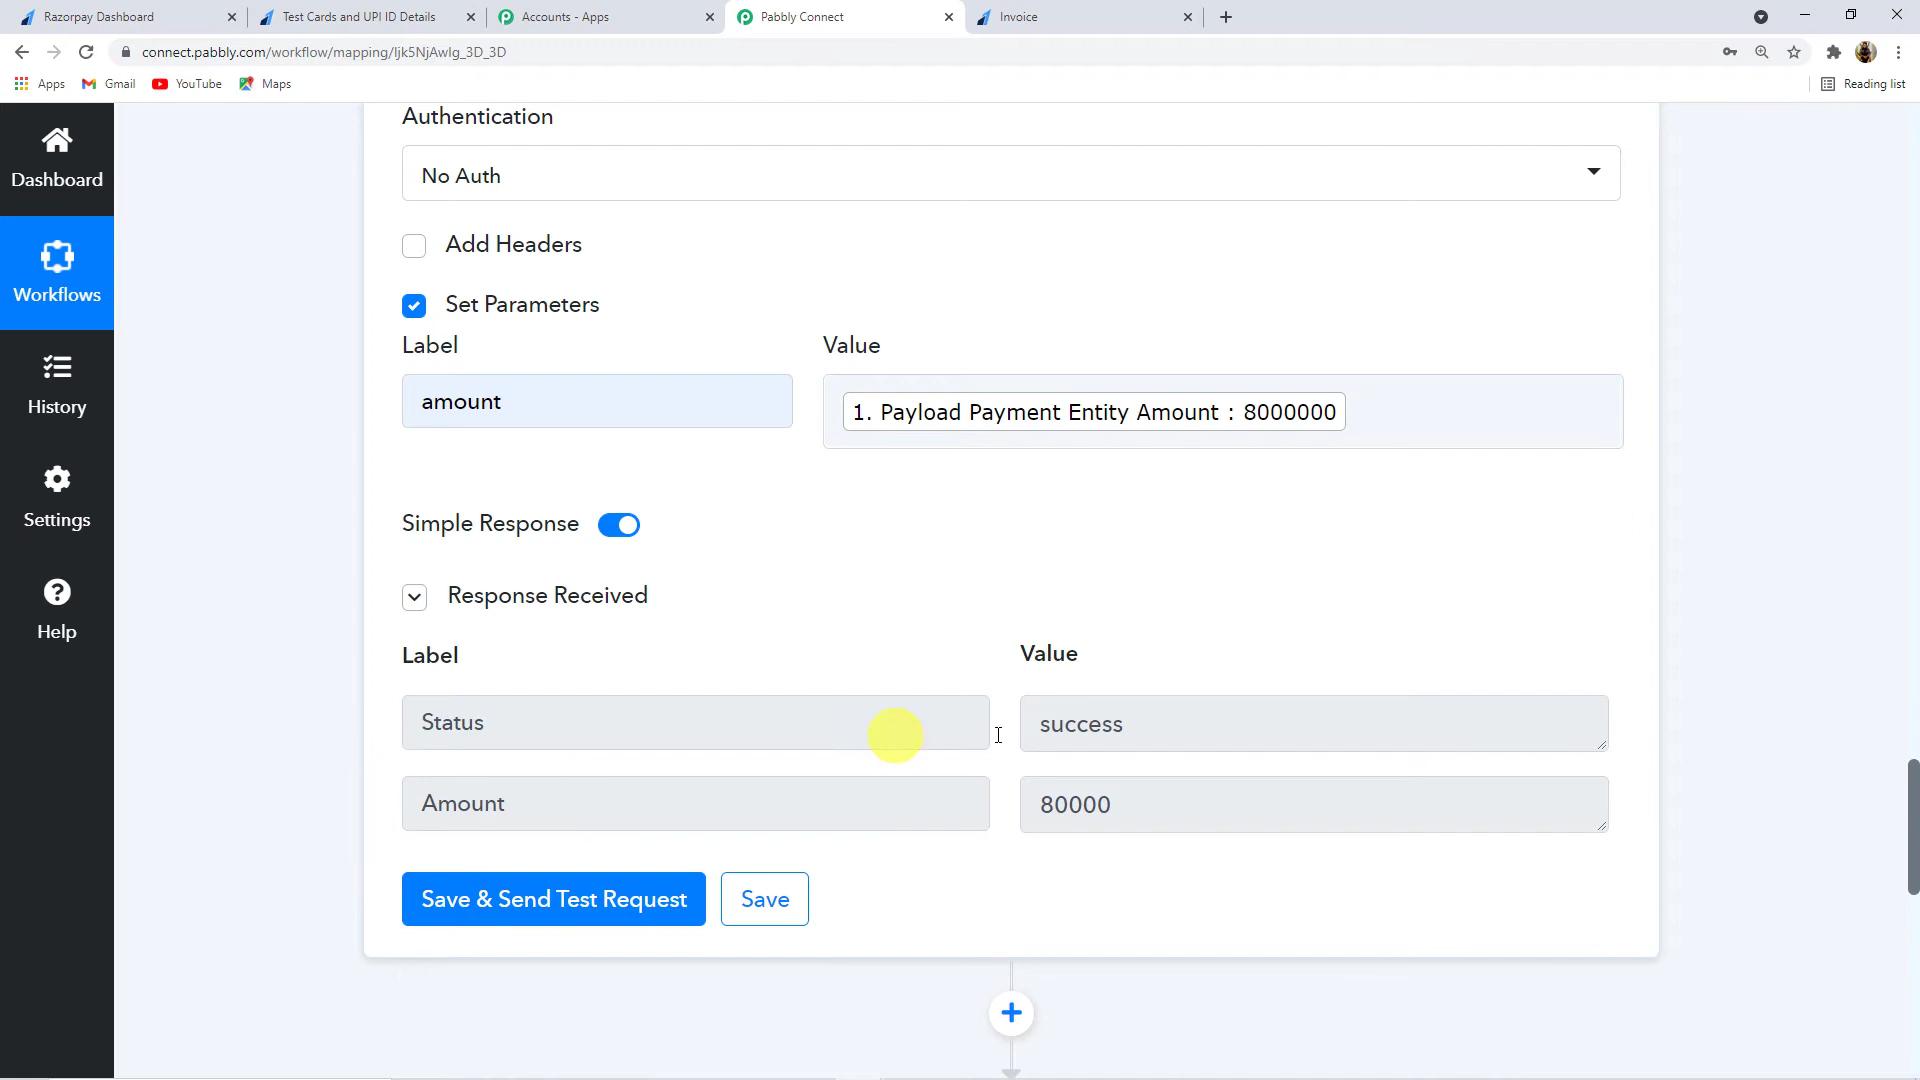 Razorpay Dashboard
Test Cards and UPI ID Details
Accounts - Apps
Pabbly Connect
Invoice
connect.pabbly.com/workflow/mapping/Ijk5NjAwIg_3D_3D
Apps
Gmail
YouTube
Maps
Reading list
Dashboard
Workflows
History
Settings
Help
Authentication
No Auth
Add Headers
Set Parameters
Label
Value
amount
1. Payload Payment Entity Amount : 8000000
Simple Response
Response Received
Label
Value
Status
success
Amount
80000
Save & Send Test Request
Save